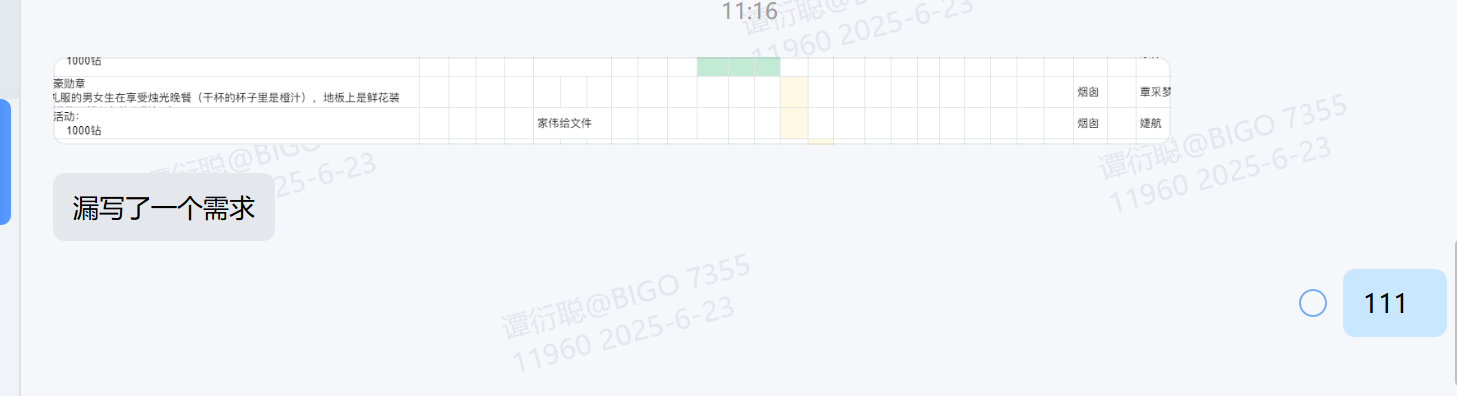 11:16
1000钻
豪勋章
礼服的男女生在享受烛光晚餐（干杯的杯子里是橙汁），地板上是鲜花装
烟囱
覃采梦
活动：
1000钻
家伟给文件
烟囱
婕航
漏写了一个需求
111
谭衍聪@BIGO
11960 2025-6-23
谭衍聪@BIGO
25-6-23
谭衍聪@BIGO 7355
11960 2025-6-23
谭衍聪@BIGO 7355
11960 2025-6-23